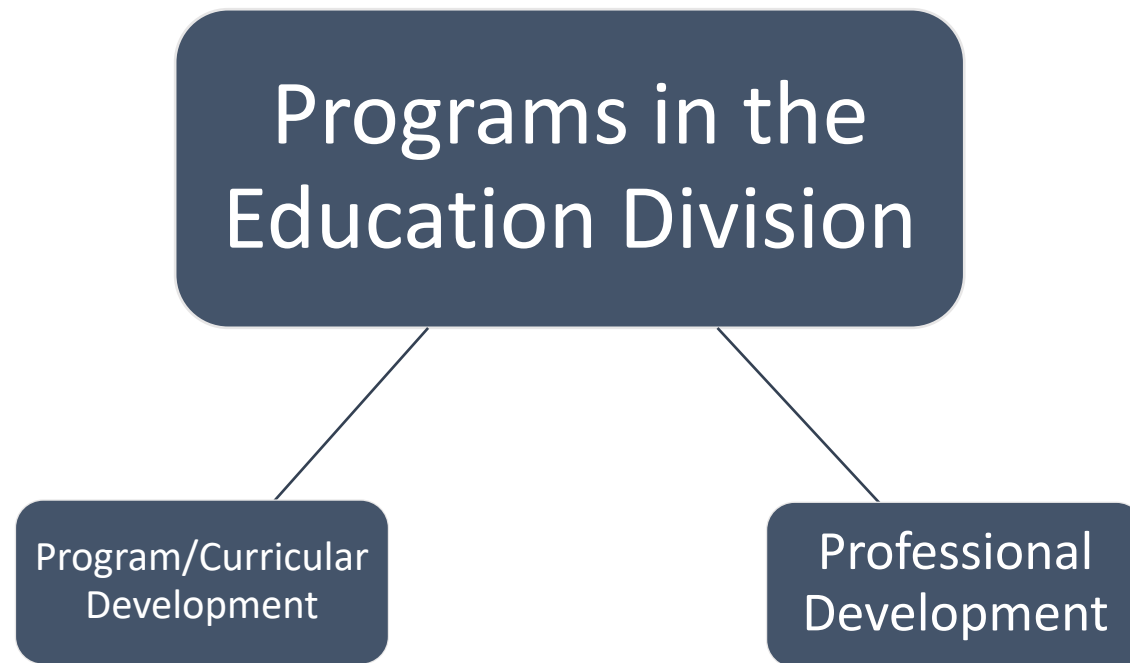 Programs in the
Education Division
Program/Curricular
Development
Professional
Development